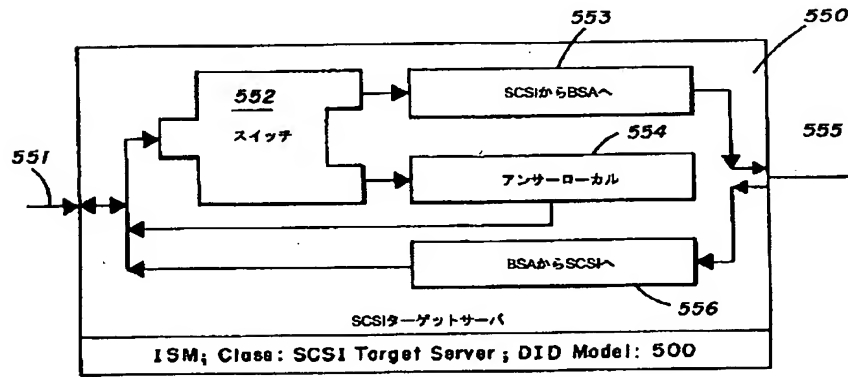 553
550
SCSIからBSAへ
552
スイッチ
554
555
551
アンサーローカル
BSAからSCSIへ
556
SCSIターゲットサーバ
ISM; Class: SCSI Target Server; DID Model: 500